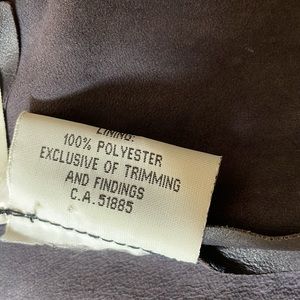 LINING:
100% POLYESTER
EXCLUSIVE OF TRIMMING
AND FINDINGS
C.A. 51885